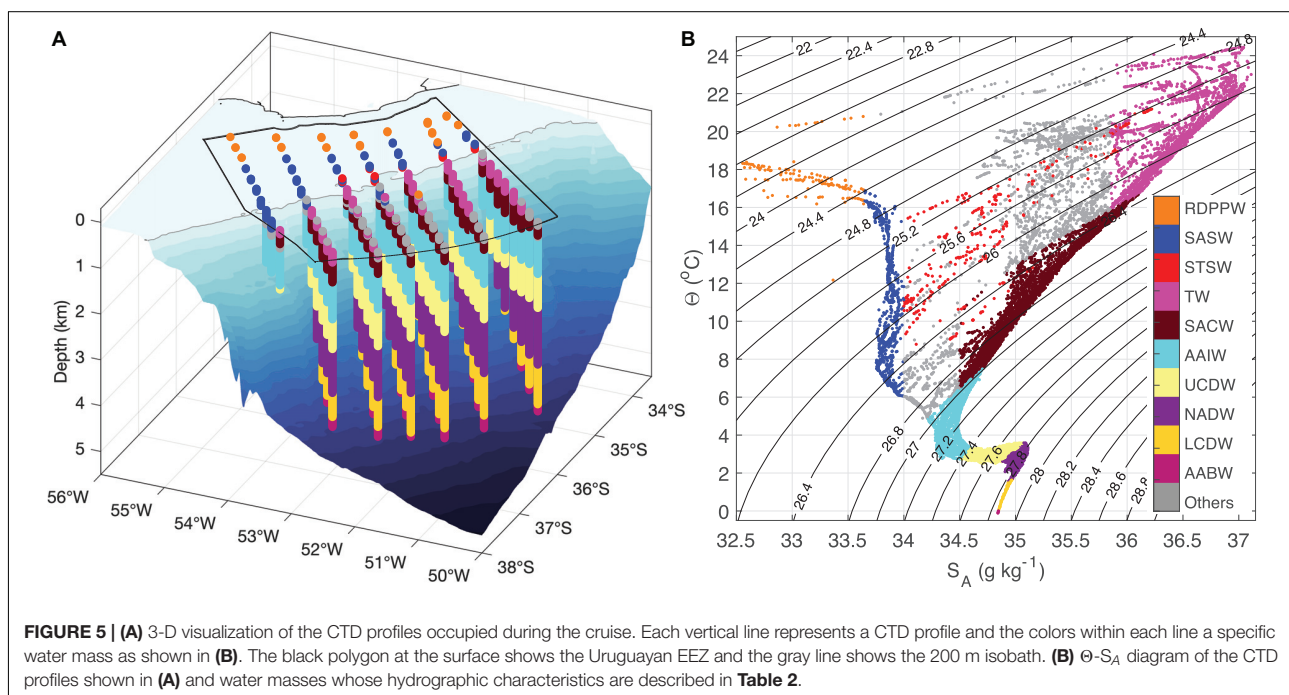 A
0
1
2
3
4
5
Depth (km)
56°W
55°W
54°W
53°W
52°W
51°W
50°W
34°S
35°S
36°S
37°S
38°S
B
24
22
20
18
16
14
12
10
8
6
4
2
0
Θ (°C)
32.5
33
33.5
34
34.5
35
35.5
36
36.5
37
S_A (g kg⁻¹)
22
22.4
22.8
24.4
24.8
24
24.4
24.8
25.2
25.6
26
26.4
26.8
27
27.2
27.4
27.6
27.8
28
28.2
28.4
28.6
28.8
RDPPW
SASW
STSW
TW
SACW
AAIW
UCDW
NADW
LCDW
AABW
Others
FIGURE 5 | (A) 3-D visualization of the CTD profiles occupied during the cruise. Each vertical line represents a CTD profile and the colors within each line a specific
water mass as shown in (B). The black polygon at the surface shows the Uruguayan EEZ and the gray line shows the 200 m isobath. (B) Θ-S_A diagram of the CTD
profiles shown in (A) and water masses whose hydrographic characteristics are described in Table 2.